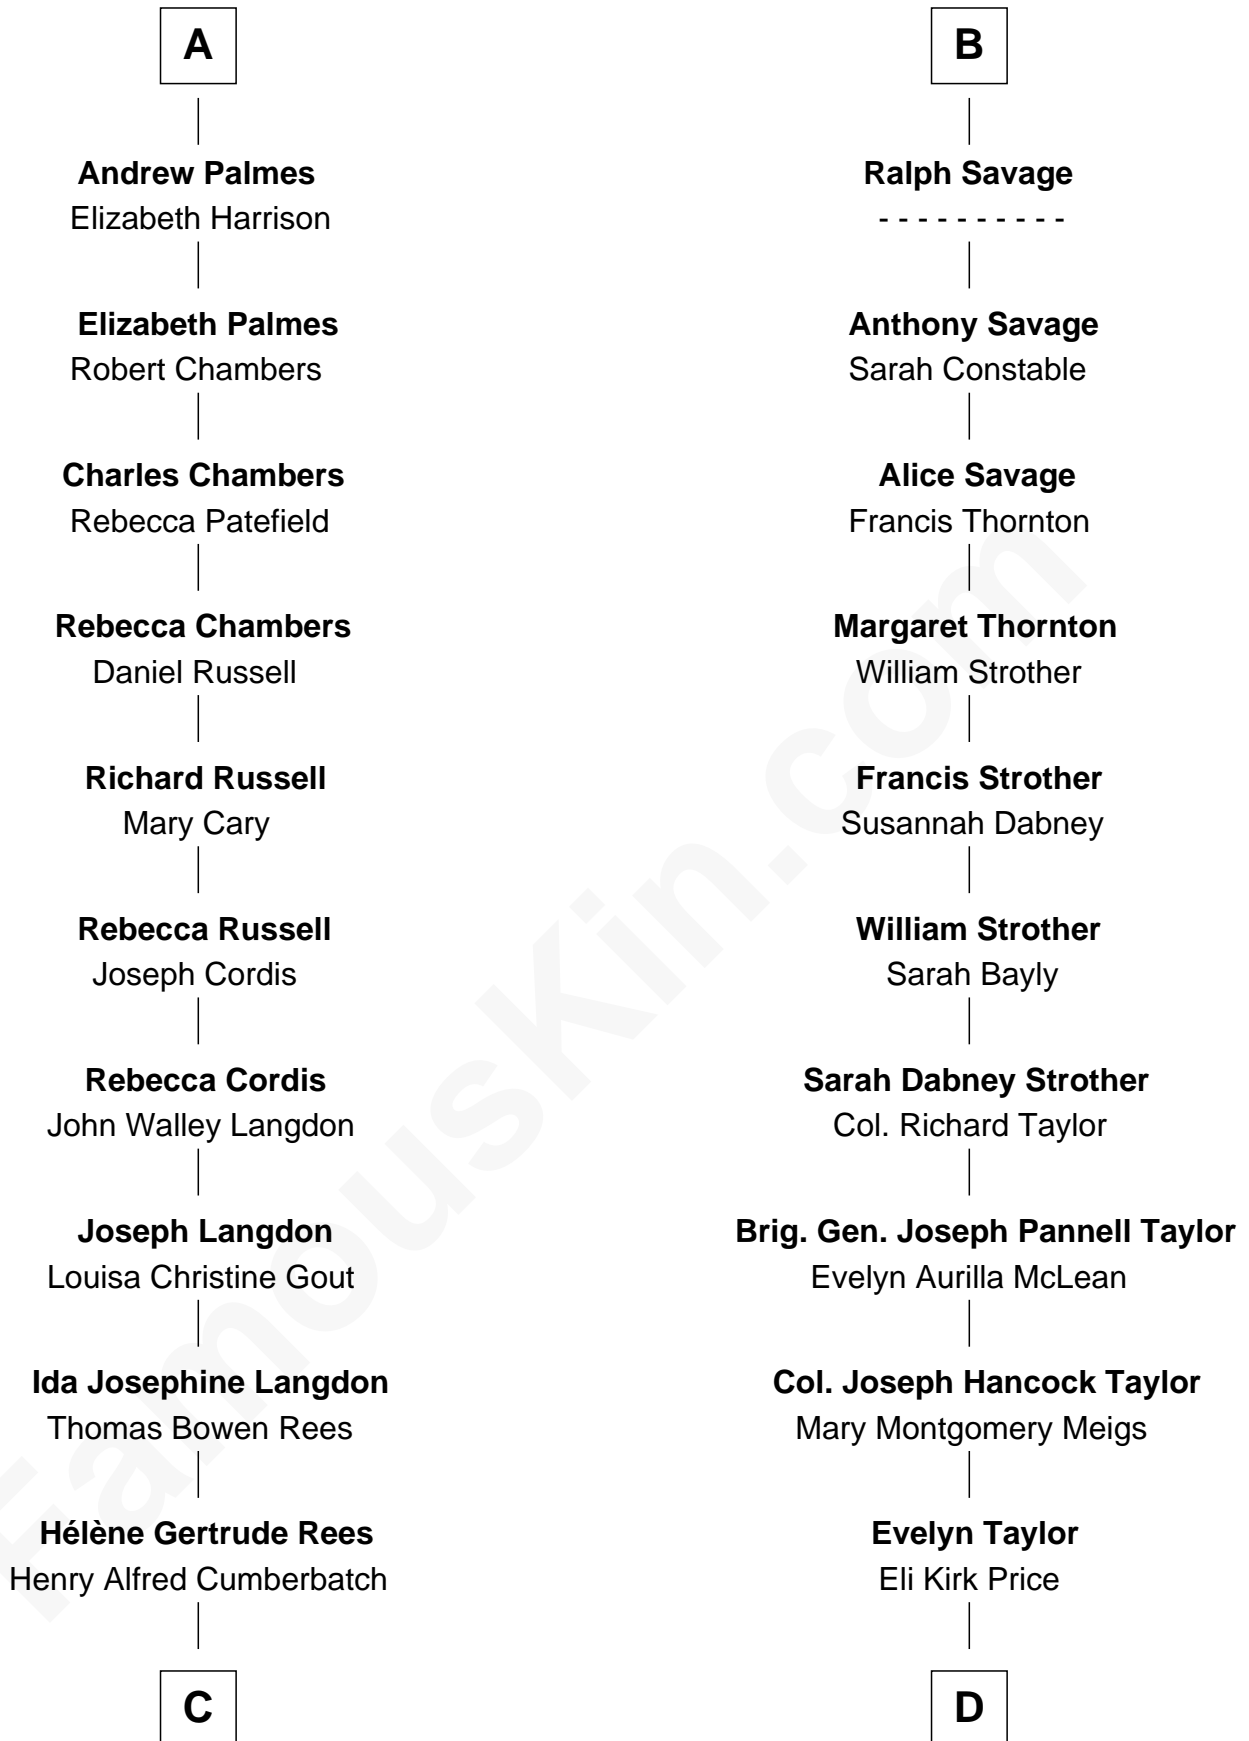 A
Andrew Palmes
Elizabeth Harrison
Elizabeth Palmes
Robert Chambers
Charles Chambers
Rebecca Patefield
Rebecca Chambers
Daniel Russell
Richard Russell
Mary Cary
Rebecca Russell
Joseph Cordis
Rebecca Cordis
John Walley Langdon
Joseph Langdon
Louisa Christine Gout
Ida Josephine Langdon
Thomas Bowen Rees
Hélène Gertrude Rees
Henry Alfred Cumberbatch
C
B
Ralph Savage
- - - - - - - - - -
Anthony Savage
Sarah Constable
Alice Savage
Francis Thornton
Margaret Thornton
William Strother
Francis Strother
Susannah Dabney
William Strother
Sarah Bayly
Sarah Dabney Strother
Col. Richard Taylor
Brig. Gen. Joseph Pannell Taylor
Evelyn Aurilla McLean
Col. Joseph Hancock Taylor
Mary Montgomery Meigs
Evelyn Taylor
Eli Kirk Price
D
FamousKin.com